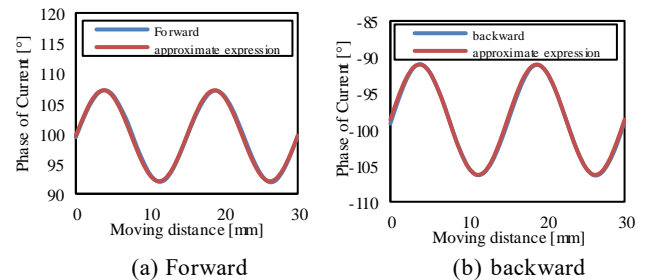 (a)
120
115
110
105
100
95
90
Phase of Current [°]
Forward
approximate expression
0
10
20
30
Moving distance [mm]
(a) Forward
(b)
-85
-90
-95
-100
-105
-110
Phase of Current [°]
backward
approximate expression
0
10
20
30
Moving distance [mm]
(b) backward